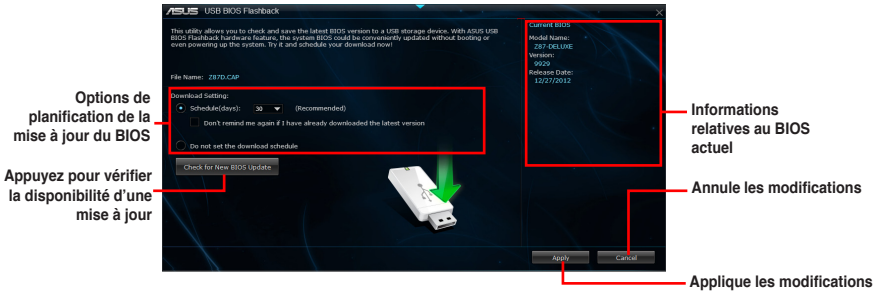 ASUS USB BIOS Flashback
This utility allows you to check and save the latest BIOS version to a USB storage device. With ASUS USB
BIOS Flashback hardware feature, the system BIOS could be conveniently updated without booting or
even powering up the system. Try it and schedule your download now!
File Name: Z87D.CAP
Download Setting:
Schedule(days): 30 (Recommended)
Don't remind me again if I have already downloaded the latest version
Do not set the download schedule
Check for New BIOS Update
Current BIOS
Model Name:
Z87-DELUXE
Version:
9929
Release Date:
12/27/2012
Apply
Cancel
Options de
planification de la
mise à jour du BIOS
Appuyez pour vérifier
la disponibilité d'une
mise à jour
Informations
relatives au BIOS
actuel
Annule les modifications
Applique les modifications